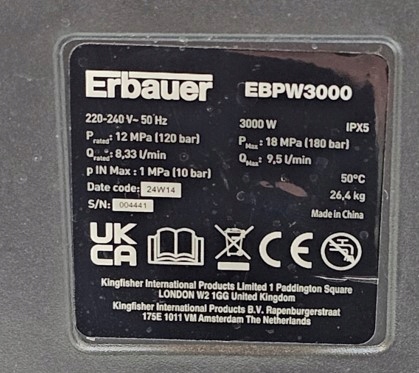 Erbauer EBPW3000
220-240 V~ 50 Hz 3000 W IPX5
Prated: 12 MPa (120 bar) PMax: 18 MPa (180 bar)
Qrated: 8,33 l/min QMax: 9,5 l/min
p IN Max : 1 MPa (10 bar) 50°C
Date code: 24W14 26,4 kg
S/N: 004441 Made in China
UK
CA CE
Kingfisher International Products Limited 1 Paddington Square
LONDON W2 1GG United Kingdom
Kingfisher International Products B.V. Rapenburgerstraat
175E 1011 VM Amsterdam The Netherlands